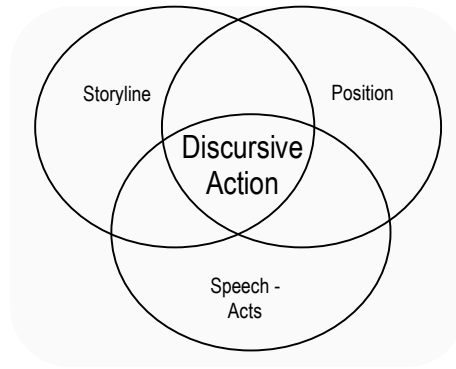 Storyline
Position
Discursive
Action
Speech -
Acts